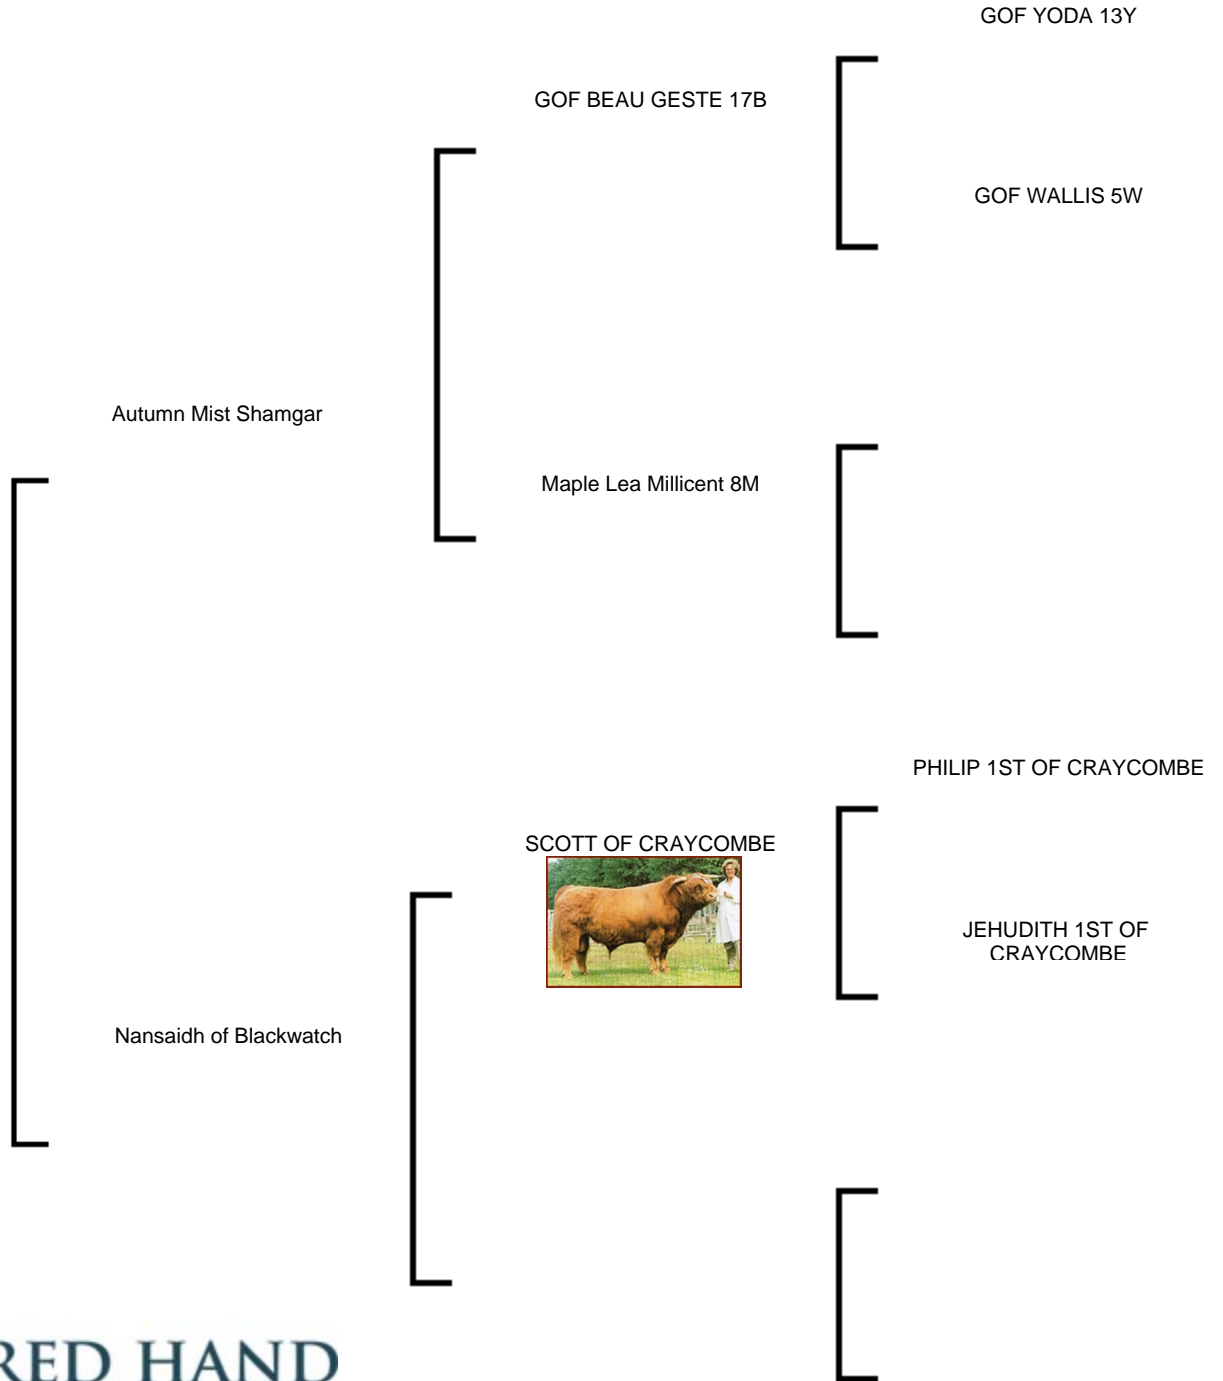 GOF YODA 13Y
GOF BEAU GESTE 17B
GOF WALLIS 5W
Autumn Mist Shamgar
Maple Lea Millicent 8M
PHILIP 1ST OF CRAYCOMBE
SCOTT OF CRAYCOMBE
JEHUDITH 1ST OF
CRAYCOMBE
Nansaidh of Blackwatch
RED HAND